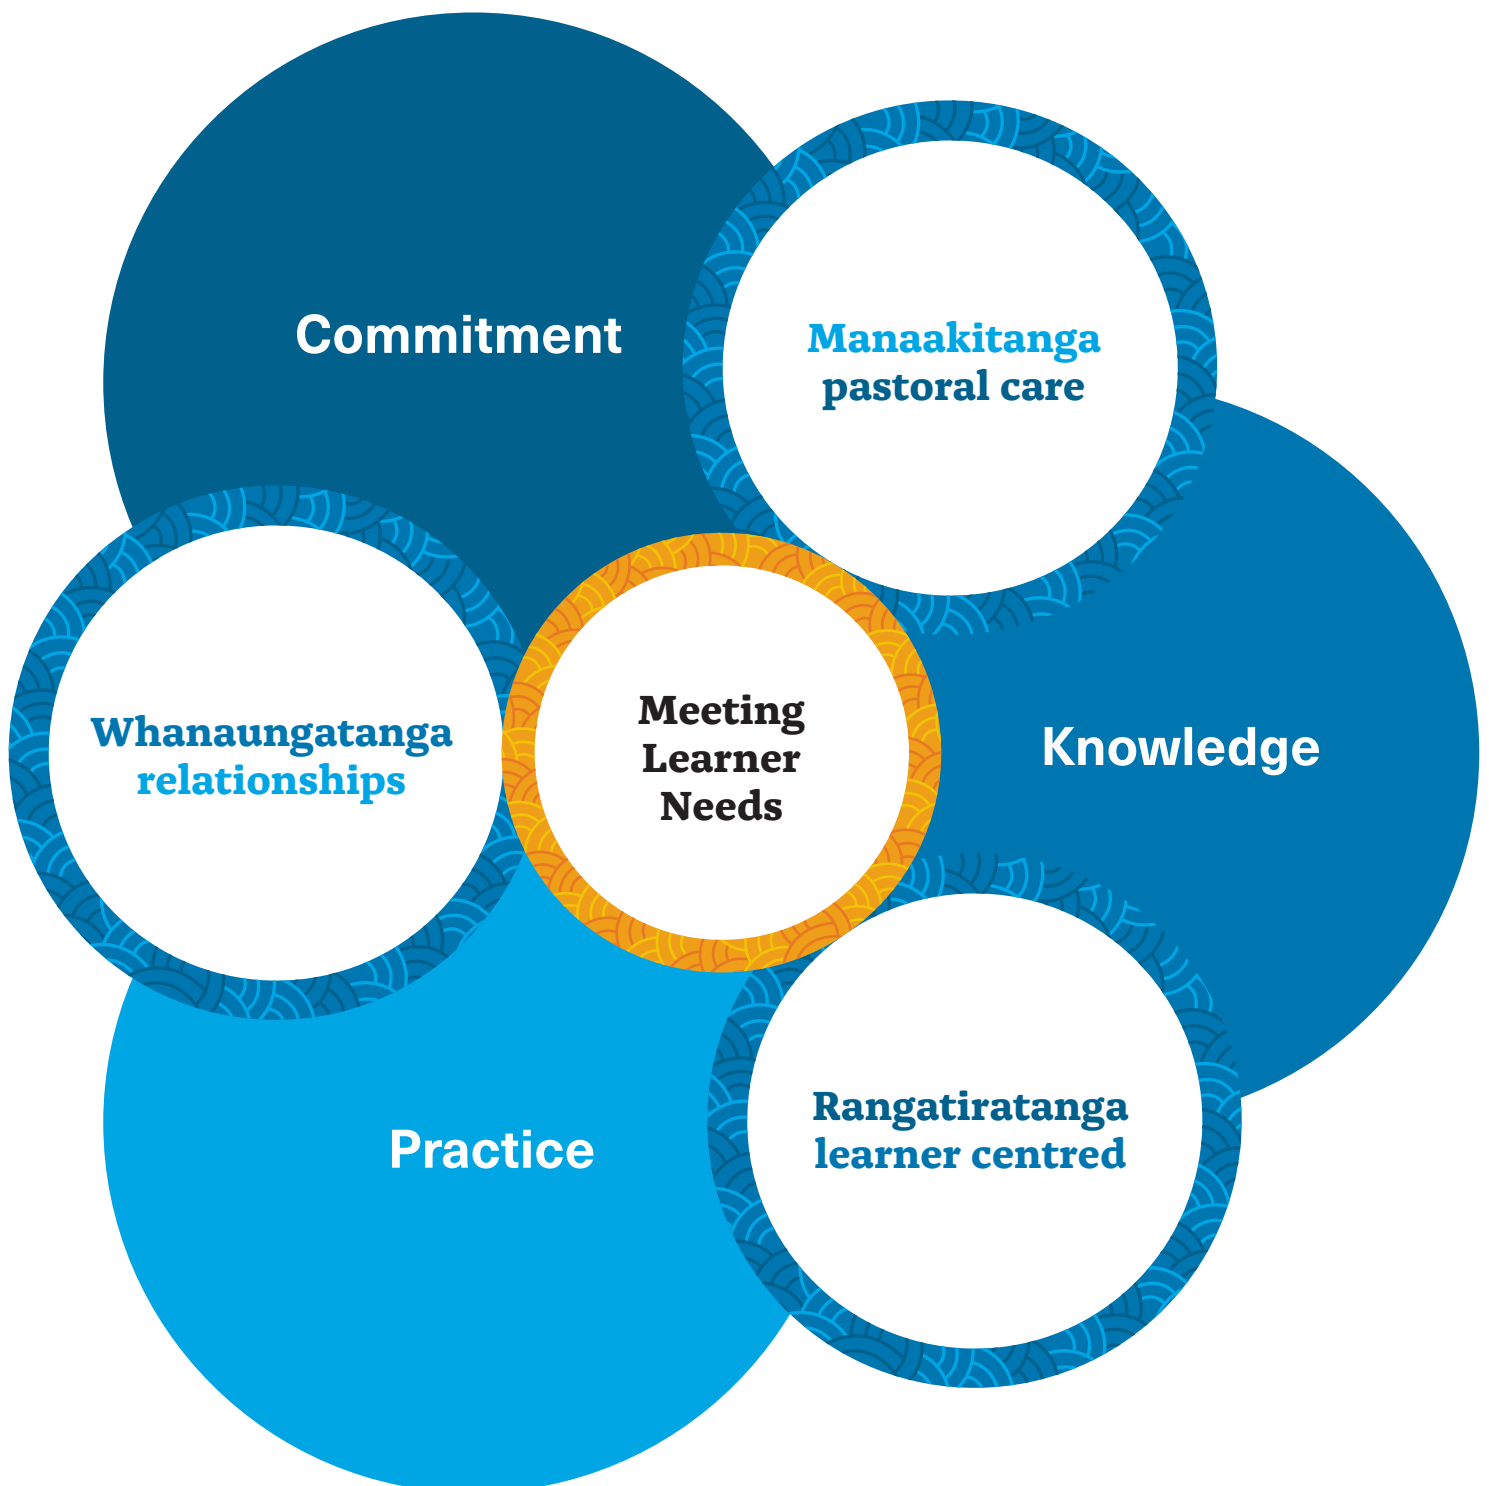 Commitment
Manaakitanga
pastoral care
Whanaungatanga
relationships
Meeting
Learner
Needs
Knowledge
Practice
Rangatiratanga
learner centred